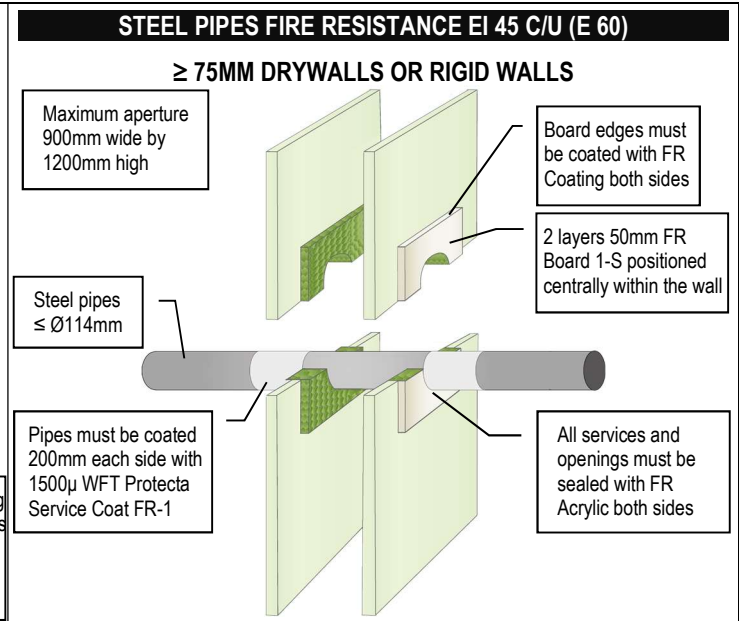 STEEL PIPES FIRE RESISTANCE EI 45 C/U (E 60)
≥ 75MM DRYWALLS OR RIGID WALLS
Maximum aperture
900mm wide by
1200mm high
Board edges must
be coated with FR
Coating both sides
2 layers 50mm FR
Board 1-S positioned
centrally within the wall
Steel pipes
≤ Ø114mm
Pipes must be coated
200mm each side with
1500µ WFT Protecta
Service Coat FR-1
All services and
openings must be
sealed with FR
Acrylic both sides